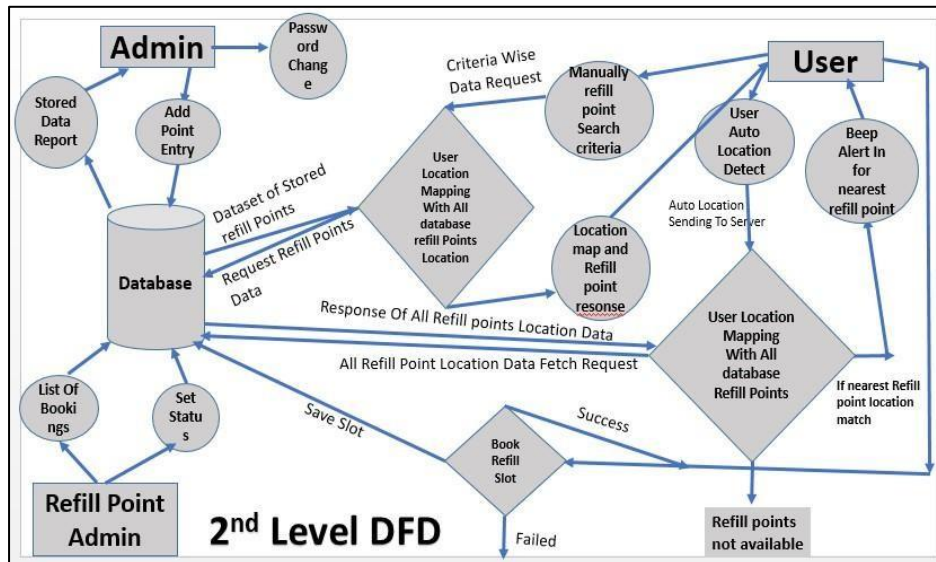 Admin
Passw
ord
Chang
e
Stored
Data
Report
Add
Point
Entry
Criteria Wise
Data Request
Manually
refill
point
Search
criteria
User
User
Auto
Location
Detect
Beep
Alert In
for
nearest
refill point
User
Location
Mapping
With All
database
refill Points
Location
Dataset of Stored
refill Points
Request Refill Points
Data
Database
Auto Location
Sending To Server
Location
map and
Refill
point
resonse
Response Of All Refill points Location Data
All Refill Point Location Data Fetch Request
User Location
Mapping
With All
database
Refill Points
If nearest Refill
point location
match
List Of
Booki
ngs
Set
Statu
s
Save Slot
Success
Book
Refill
Slot
Failed
Refill Point
Admin
2nd Level DFD
Refill points
not available